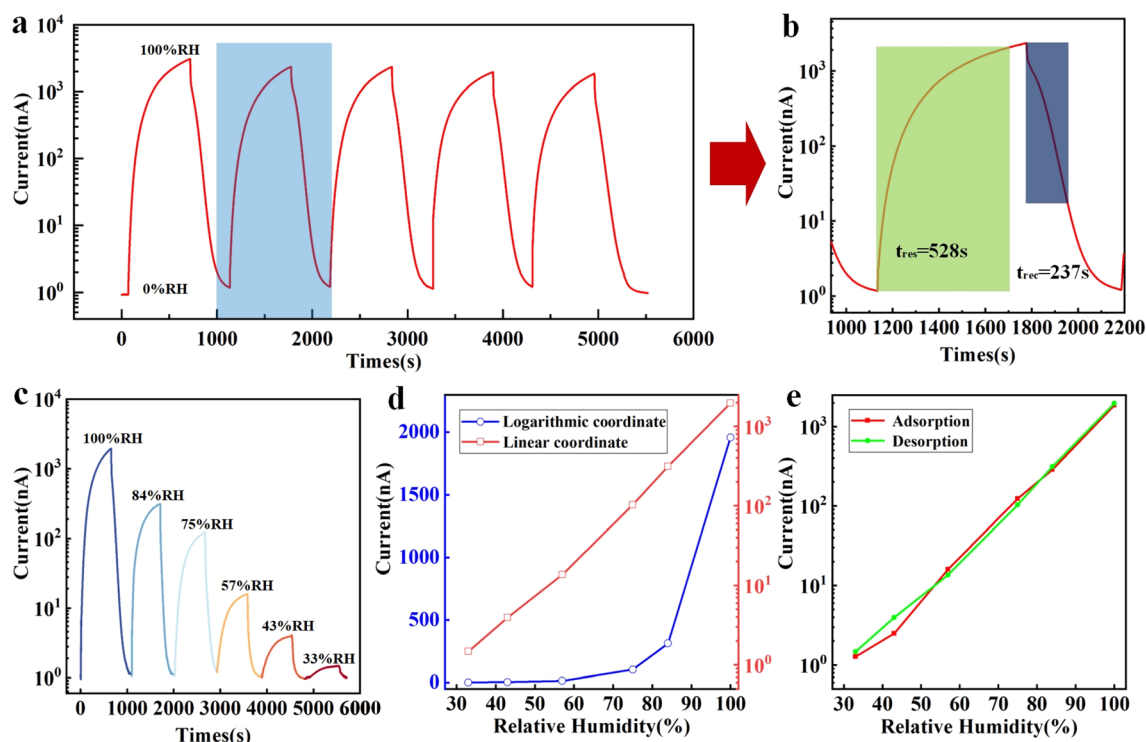 a
Current(nA)
10⁴
10³
10²
10¹
10⁰
100%RH
0%RH
0 1000 2000 3000 4000 5000 6000
Times(s)
b
Current(nA)
10³
10²
10¹
10⁰
tres=528s
trec=237s
1000 1200 1400 1600 1800 2000 2200
Times(s)
c
Current(nA)
10⁴
10³
10²
10¹
10⁰
100%RH
84%RH
75%RH
57%RH
43%RH
33%RH
0 1000 2000 3000 4000 5000 6000
Times(s)
d
Current(nA)
2000
1500
1000
500
0
Logarithmic coordinate
Linear coordinate
10³
10²
10¹
10⁰
30 40 50 60 70 80 90 100
Relative Humidity(%)
e
Current(nA)
10³
10²
10¹
10⁰
Adsorption
Desorption
30 40 50 60 70 80 90 100
Relative Humidity(%)